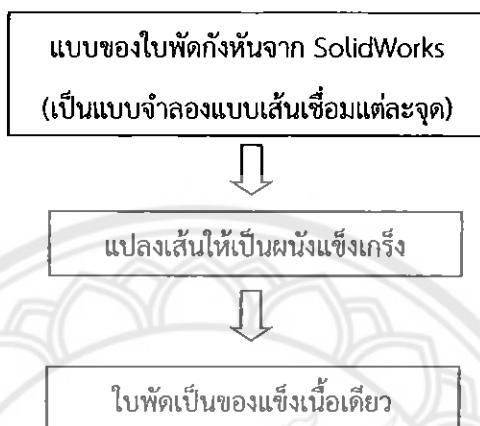 แบบของใบพัดกังหันจาก SolidWorks
(เป็นแบบจำลองแบบเส้นเชื่อมแต่ละจุด)
แปลงเส้นให้เป็นผนังแข็งเกร็ง
ใบพัดเป็นของแข็งเนื้อเดียว